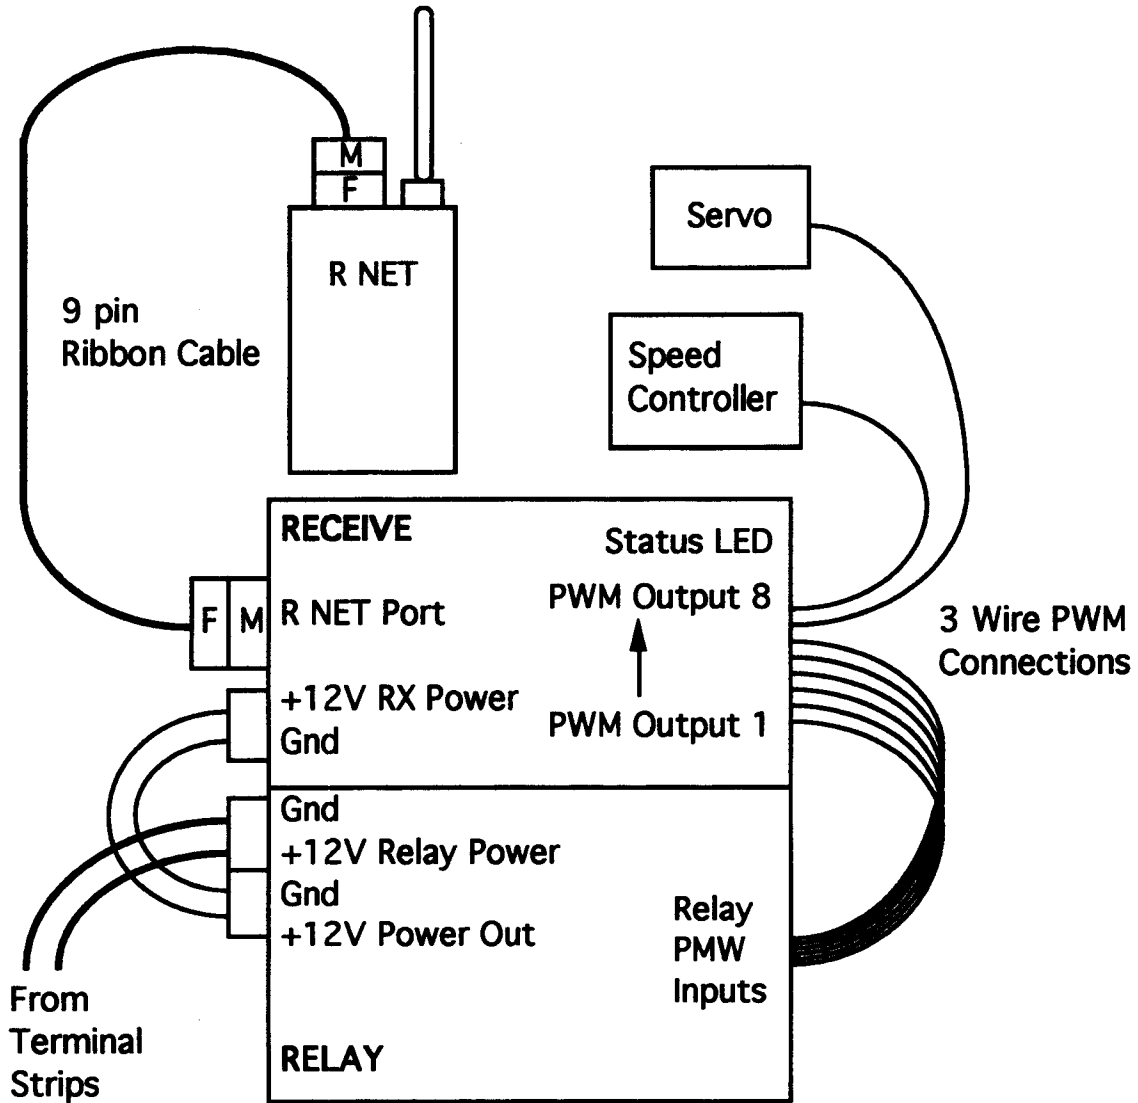 M
F
R NET
Servo
9 pin
Ribbon Cable
Speed
Controller
RECEIVE
Status LED
F M
R NET Port
PWM Output 8
3 Wire PWM
Connections
+12V RX Power
PWM Output 1
Gnd
Gnd
+12V Relay Power
Gnd
+12V Power Out
Relay
PMW
Inputs
From
Terminal
Strips
RELAY